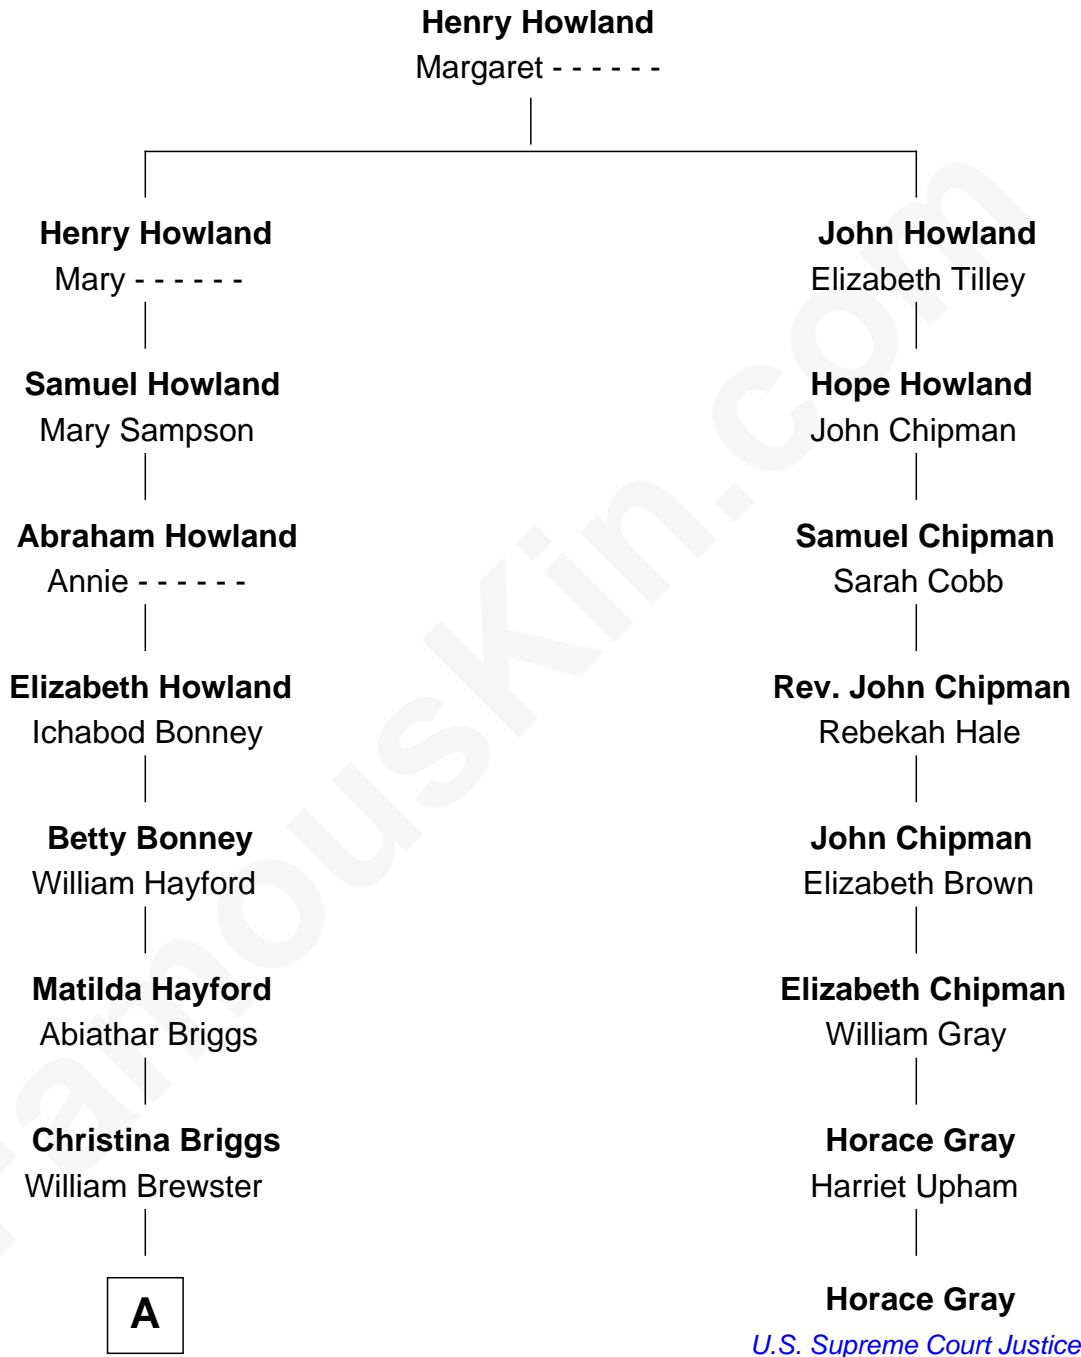 Henry Howland
Margaret - - - - - -
Henry Howland
Mary - - - - - -
John Howland
Elizabeth Tilley
Samuel Howland
Mary Sampson
Hope Howland
John Chipman
Abraham Howland
Annie - - - - - -
Samuel Chipman
Sarah Cobb
Elizabeth Howland
Ichabod Bonney
Rev. John Chipman
Rebekah Hale
Betty Bonney
William Hayford
John Chipman
Elizabeth Brown
Matilda Hayford
Abiathar Briggs
Elizabeth Chipman
William Gray
Christina Briggs
William Brewster
Horace Gray
Harriet Upham
A
Horace Gray
U.S. Supreme Court Justice
FamousKin.com